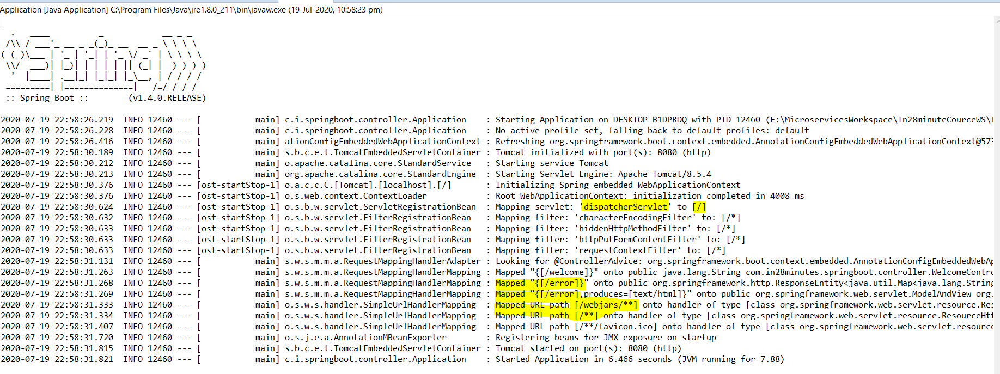 Application [Java Application] C:\Program Files\Java\jre1.8.0_211\bin\javaw.exe (19-Jul-2020, 10:58:23 pm)
  .   ____          _            __ _ _
 /\\ / ___'_ __ _ _(_)_ __  __ _ \ \ \ \
( ( )\___ | '_ | '_| | '_ \/ _` | \ \ \ \
 \\/  ___)| |_)| | | | | || (_| |  ) ) ) )
  '  |____| .__|_| |_|_| |_\__, | / / / /
 =========|_|==============|___/=/_/_/_/
 :: Spring Boot ::        (v1.4.0.RELEASE)
2020-07-19 22:58:26.219  INFO 12460 --- [           main] c.i.springboot.controller.Application    : Starting Application on DESKTOP-B1DPRDQ with PID 12460 (E:\MicroservicesWorkspace\In28minuteCourceWS\f
2020-07-19 22:58:26.228  INFO 12460 --- [           main] c.i.springboot.controller.Application    : No active profile set, falling back to default profiles: default
2020-07-19 22:58:26.416  INFO 12460 --- [           main] ationConfigEmbeddedWebApplicationContext : Refreshing org.springframework.boot.context.embedded.AnnotationConfigEmbeddedWebApplicationContext@573
2020-07-19 22:58:30.189  INFO 12460 --- [           main] s.b.c.e.t.TomcatEmbeddedServletContainer : Tomcat initialized with port(s): 8080 (http)
2020-07-19 22:58:30.212  INFO 12460 --- [           main] o.apache.catalina.core.StandardService   : Starting service Tomcat
2020-07-19 22:58:30.213  INFO 12460 --- [           main] org.apache.catalina.core.StandardEngine  : Starting Servlet Engine: Apache Tomcat/8.5.4
2020-07-19 22:58:30.376  INFO 12460 --- [ost-startStop-1] o.a.c.c.C.[Tomcat].[localhost].[/]       : Initializing Spring embedded WebApplicationContext
2020-07-19 22:58:30.376  INFO 12460 --- [ost-startStop-1] o.s.web.context.ContextLoader            : Root WebApplicationContext: initialization completed in 4008 ms
2020-07-19 22:58:30.624  INFO 12460 --- [ost-startStop-1] o.s.b.w.servlet.ServletRegistrationBean  : Mapping servlet: 'dispatcherServlet' to [/]
2020-07-19 22:58:30.632  INFO 12460 --- [ost-startStop-1] o.s.b.w.servlet.FilterRegistrationBean   : Mapping filter: 'characterEncodingFilter' to: [/*]
2020-07-19 22:58:30.633  INFO 12460 --- [ost-startStop-1] o.s.b.w.servlet.FilterRegistrationBean   : Mapping filter: 'hiddenHttpMethodFilter' to: [/*]
2020-07-19 22:58:30.633  INFO 12460 --- [ost-startStop-1] o.s.b.w.servlet.FilterRegistrationBean   : Mapping filter: 'httpPutFormContentFilter' to: [/*]
2020-07-19 22:58:30.633  INFO 12460 --- [ost-startStop-1] o.s.b.w.servlet.FilterRegistrationBean   : Mapping filter: 'requestContextFilter' to: [/*]
2020-07-19 22:58:31.131  INFO 12460 --- [           main] s.w.s.m.m.a.RequestMappingHandlerAdapter : Looking for @ControllerAdvice: org.springframework.boot.context.embedded.AnnotationConfigEmbeddedWebAp
2020-07-19 22:58:31.263  INFO 12460 --- [           main] s.w.s.m.m.a.RequestMappingHandlerMapping : Mapped "{[/welcome]}" onto public java.lang.String com.in28minutes.springboot.controller.WelcomeContro
2020-07-19 22:58:31.268  INFO 12460 --- [           main] s.w.s.m.m.a.RequestMappingHandlerMapping : Mapped "{[/error]}" onto public org.springframework.http.ResponseEntity<java.util.Map<java.lang.String
2020-07-19 22:58:31.269  INFO 12460 --- [           main] s.w.s.m.m.a.RequestMappingHandlerMapping : Mapped "{[/error],produces=[text/html]}" onto public org.springframework.web.servlet.ModelAndView org.
2020-07-19 22:58:31.333  INFO 12460 --- [           main] o.s.w.s.handler.SimpleUrlHandlerMapping  : Mapped URL path [/webjars/**] onto handler of type [class org.springframework.web.servlet.resource.Res
2020-07-19 22:58:31.334  INFO 12460 --- [           main] o.s.w.s.handler.SimpleUrlHandlerMapping  : Mapped URL path [/**] onto handler of type [class org.springframework.web.servlet.resource.ResourceHtt
2020-07-19 22:58:31.407  INFO 12460 --- [           main] o.s.w.s.handler.SimpleUrlHandlerMapping  : Mapped URL path [/**/favicon.ico] onto handler of type [class org.springframework.web.servlet.resource
2020-07-19 22:58:31.720  INFO 12460 --- [           main] o.s.j.e.a.AnnotationMBeanExporter        : Registering beans for JMX exposure on startup
2020-07-19 22:58:31.815  INFO 12460 --- [           main] s.b.c.e.t.TomcatEmbeddedServletContainer : Tomcat started on port(s): 8080 (http)
2020-07-19 22:58:31.821  INFO 12460 --- [           main] c.i.springboot.controller.Application    : Started Application in 6.466 seconds (JVM running for 7.88)